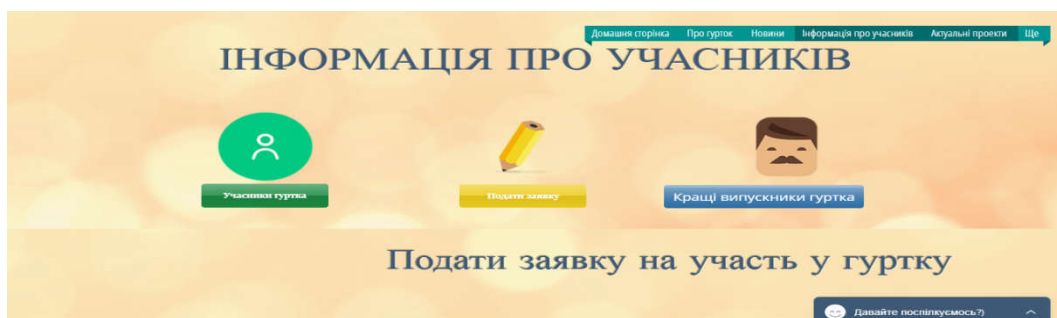 Домашня сторінка Про гурток Новини Інформація про учасників Актуальні проекти Ще
ІНФОРМАЦІЯ ПРО УЧАСНИКІВ
Учасники гуртка Подати заявку Кращі випускники гуртка
Подати заявку на участь у гуртку
Давайте поспілкуємось?)